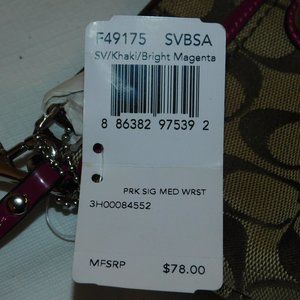 F49175 SVBSA
SV/Khaki/Bright Magenta
8 86382 97539 2
PRK SIG MED WRST
3H00084552
MFSRP $78.00